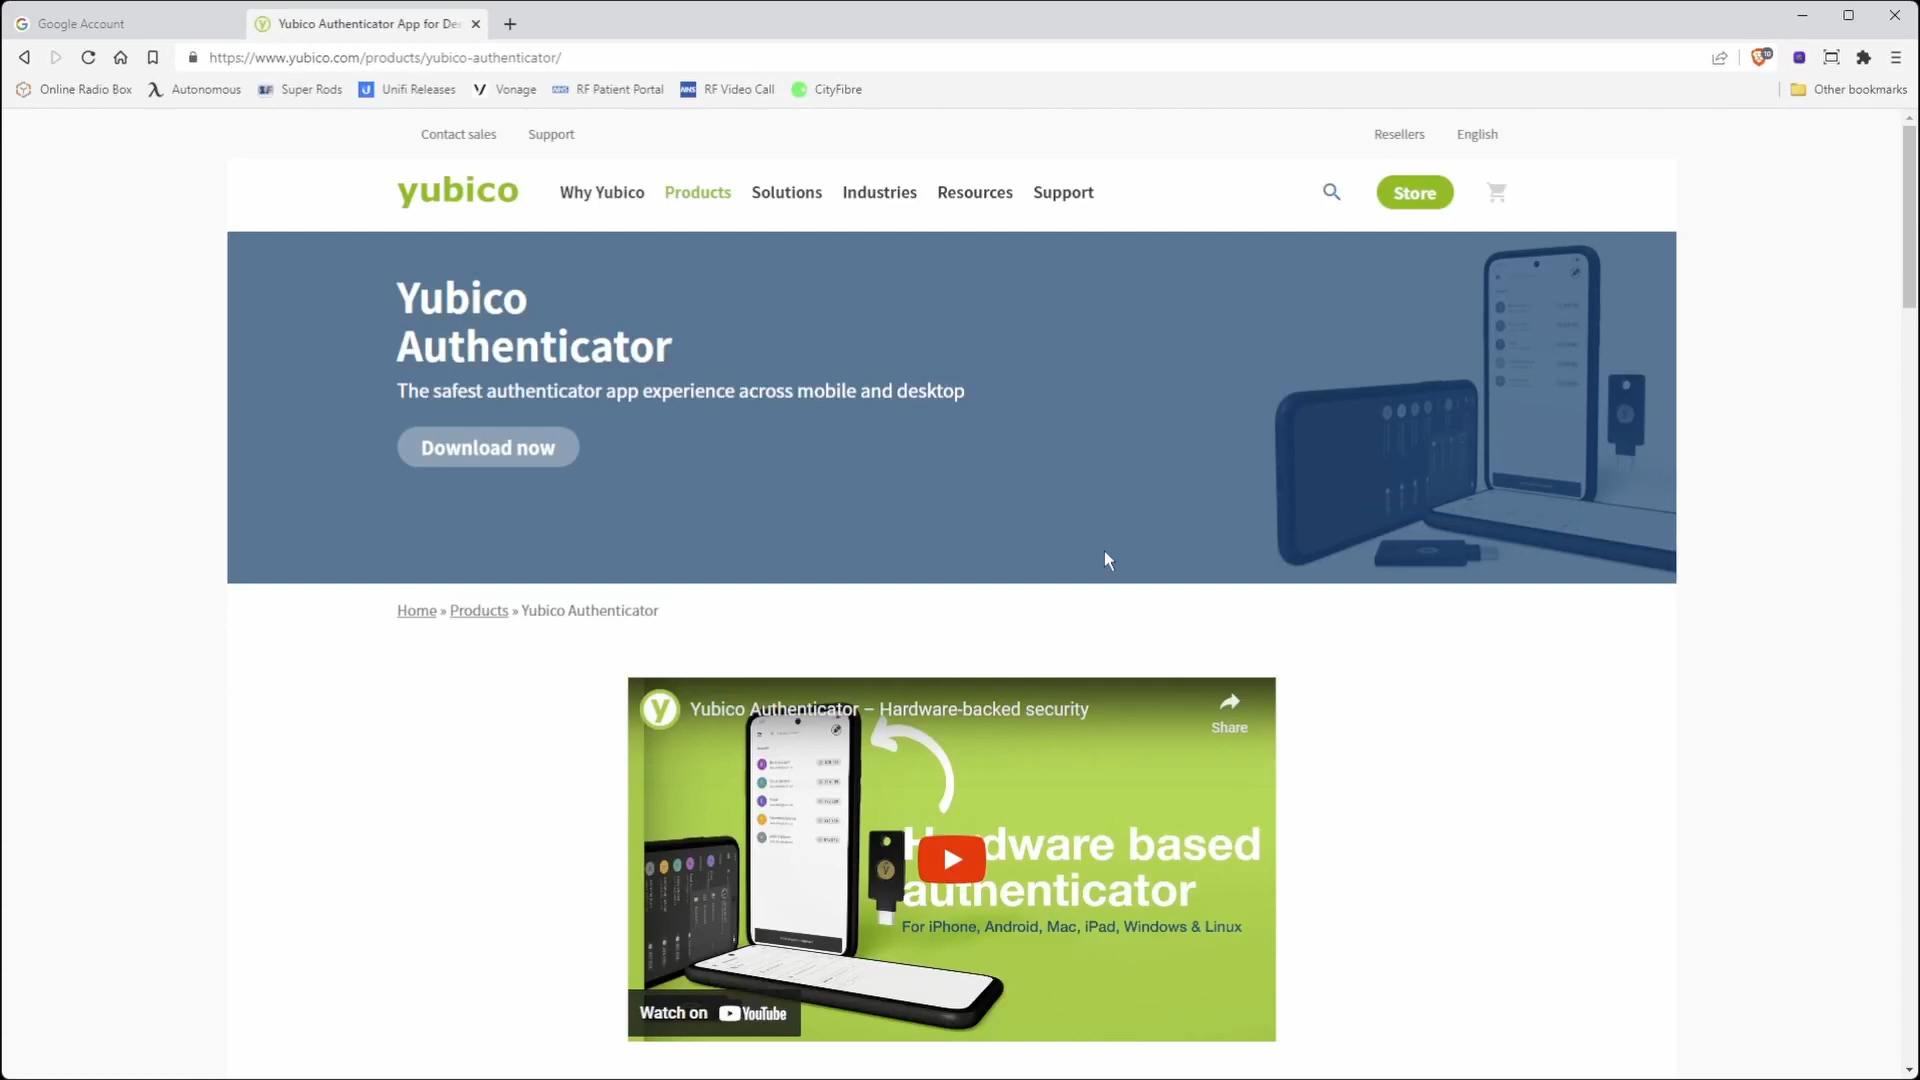 Google Account
Yubico Authenticator App for De
https://www.yubico.com/products/yubico-authenticator/
10
Online Radio Box
Autonomous
Super Rods
Unifi Releases
Vonage
RF Patient Portal
RF Video Call
CityFibre
Other bookmarks
Contact sales
Support
Resellers
English
yubico
Why Yubico
Products
Solutions
Industries
Resources
Support
Store
Yubico
Authenticator
The safest authenticator app experience across mobile and desktop
Download now
Home » Products » Yubico Authenticator
Yubico Authenticator – Hardware-backed security
Share
Hardware based
authenticator
For iPhone, Android, Mac, iPad, Windows & Linux
Watch on YouTube